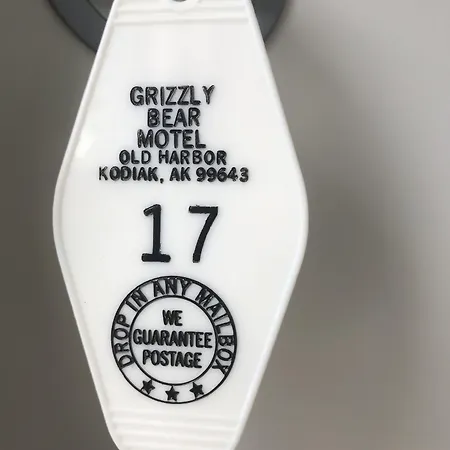 GRIZZLY
BEAR
MOTEL
OLD HARBOR
KODIAK, AK 99643
17
DROP IN ANY MAILBOX
WE
GUARANTEE
POSTAGE